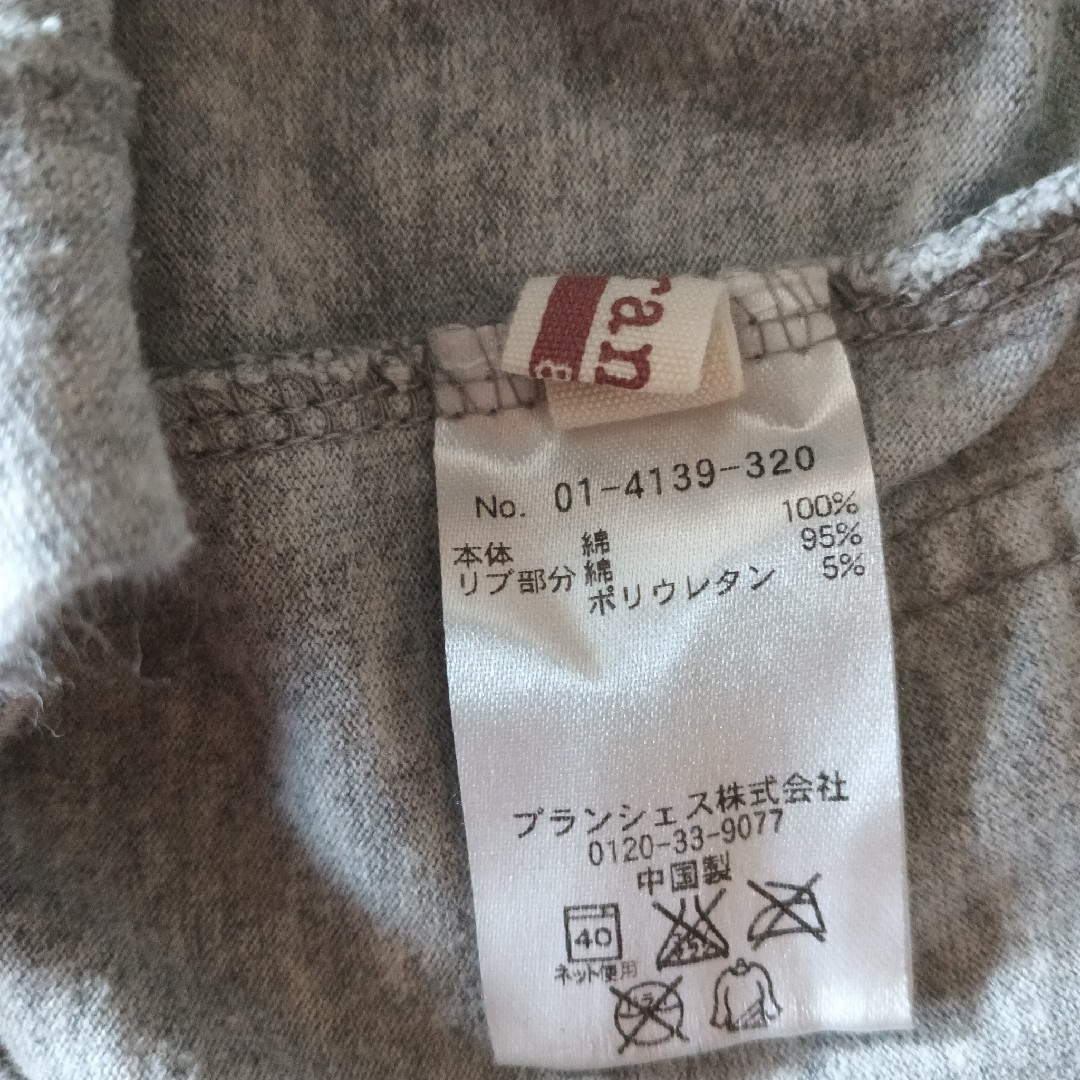 ran
&
No. 01-4139-320
本体 綿 100%
リブ部分 綿 95%
ポリウレタン 5%
プランシェス株式会社
0120-33-9077
中国製
40
ネット使用